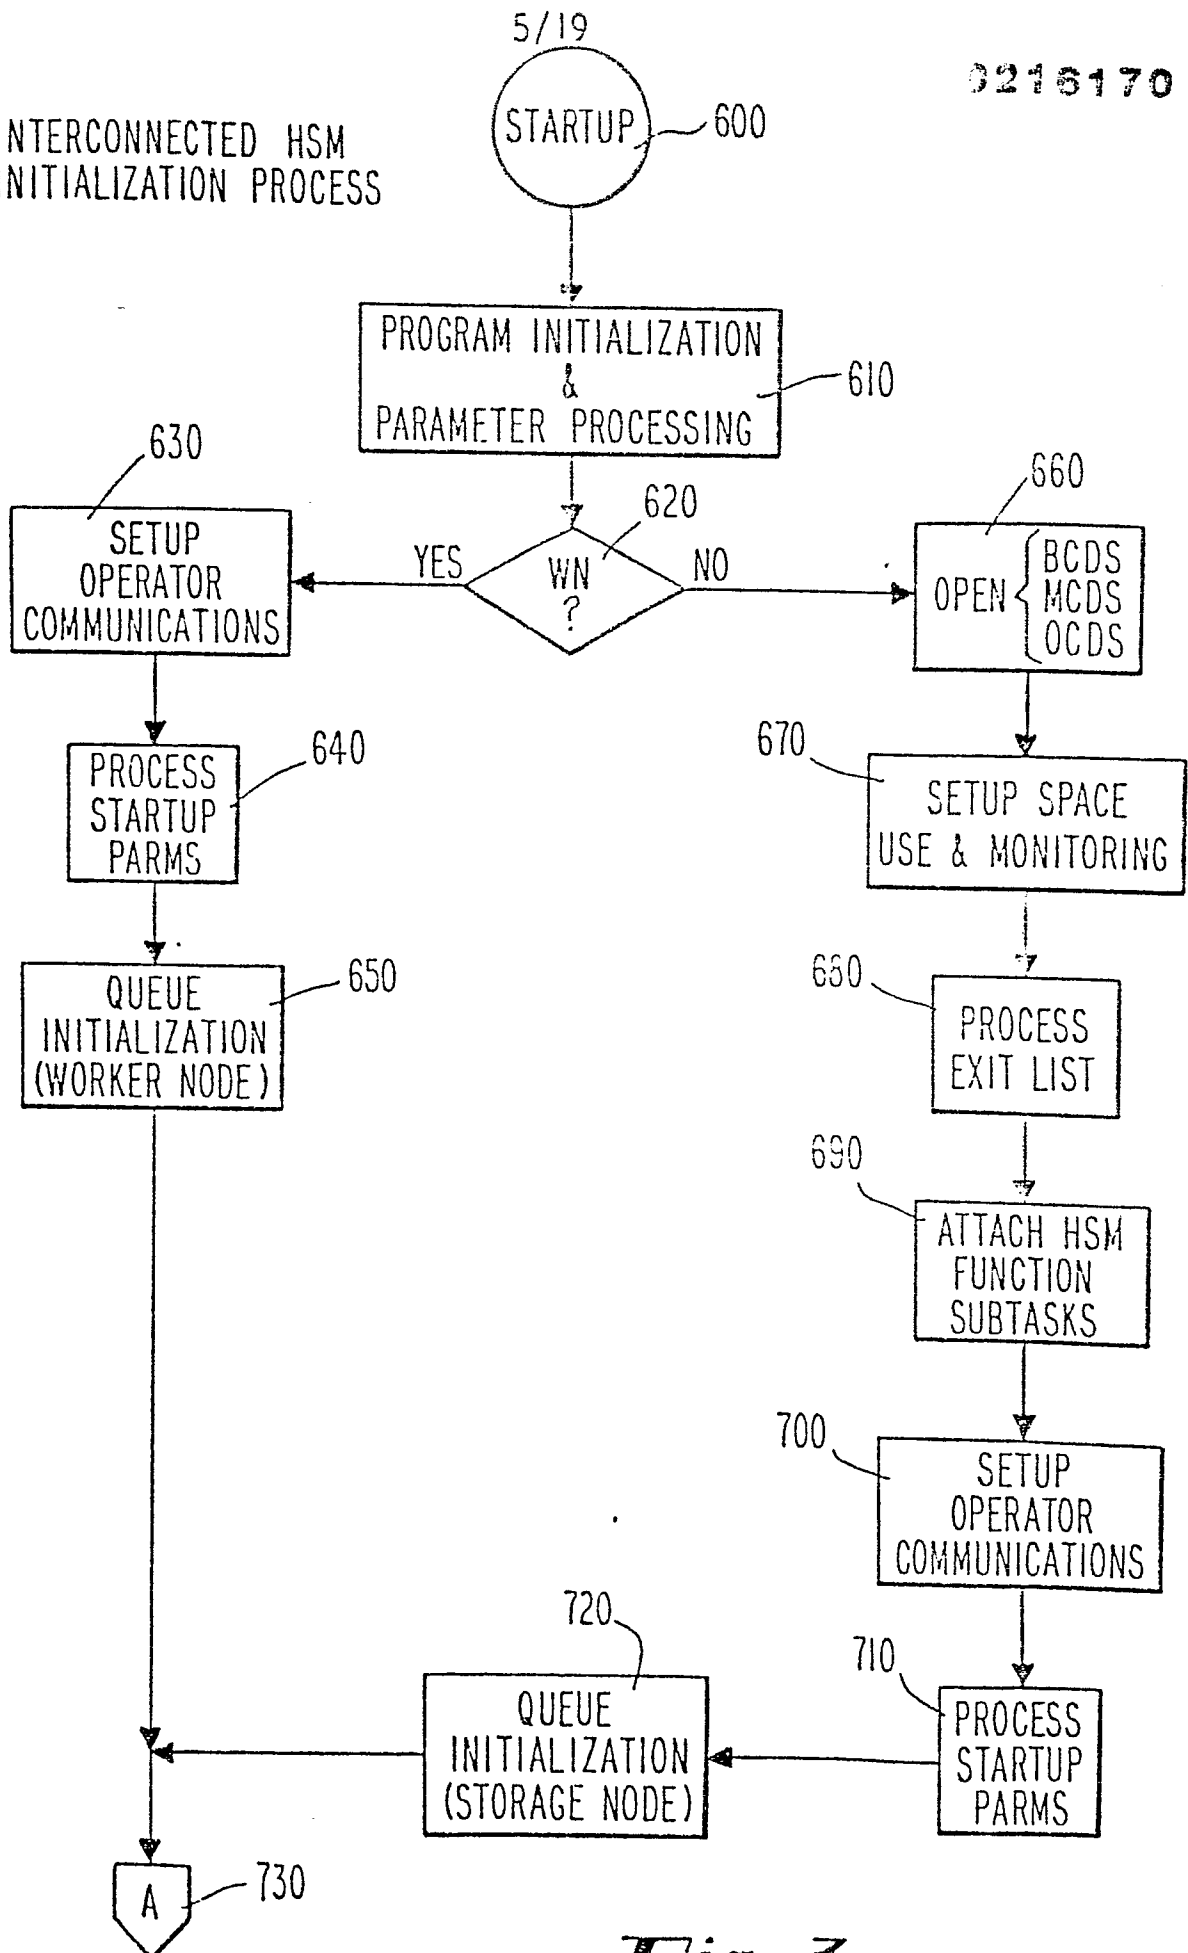 5/19
0216170
NTERCONNECTED HSM
NITIALIZATION PROCESS
STARTUP
600
PROGRAM INITIALIZATION
&
PARAMETER PROCESSING
610
620
WN
?
YES
NO
630
SETUP
OPERATOR
COMMUNICATIONS
640
PROCESS
STARTUP
PARMS
650
QUEUE
INITIALIZATION
(WORKER NODE)
660
OPEN
BCDS
MCDS
OCDS
670
SETUP SPACE
USE & MONITORING
680
PROCESS
EXIT LIST
690
ATTACH HSM
FUNCTION
SUBTASKS
700
SETUP
OPERATOR
COMMUNICATIONS
710
PROCESS
STARTUP
PARMS
720
QUEUE
INITIALIZATION
(STORAGE NODE)
A
730